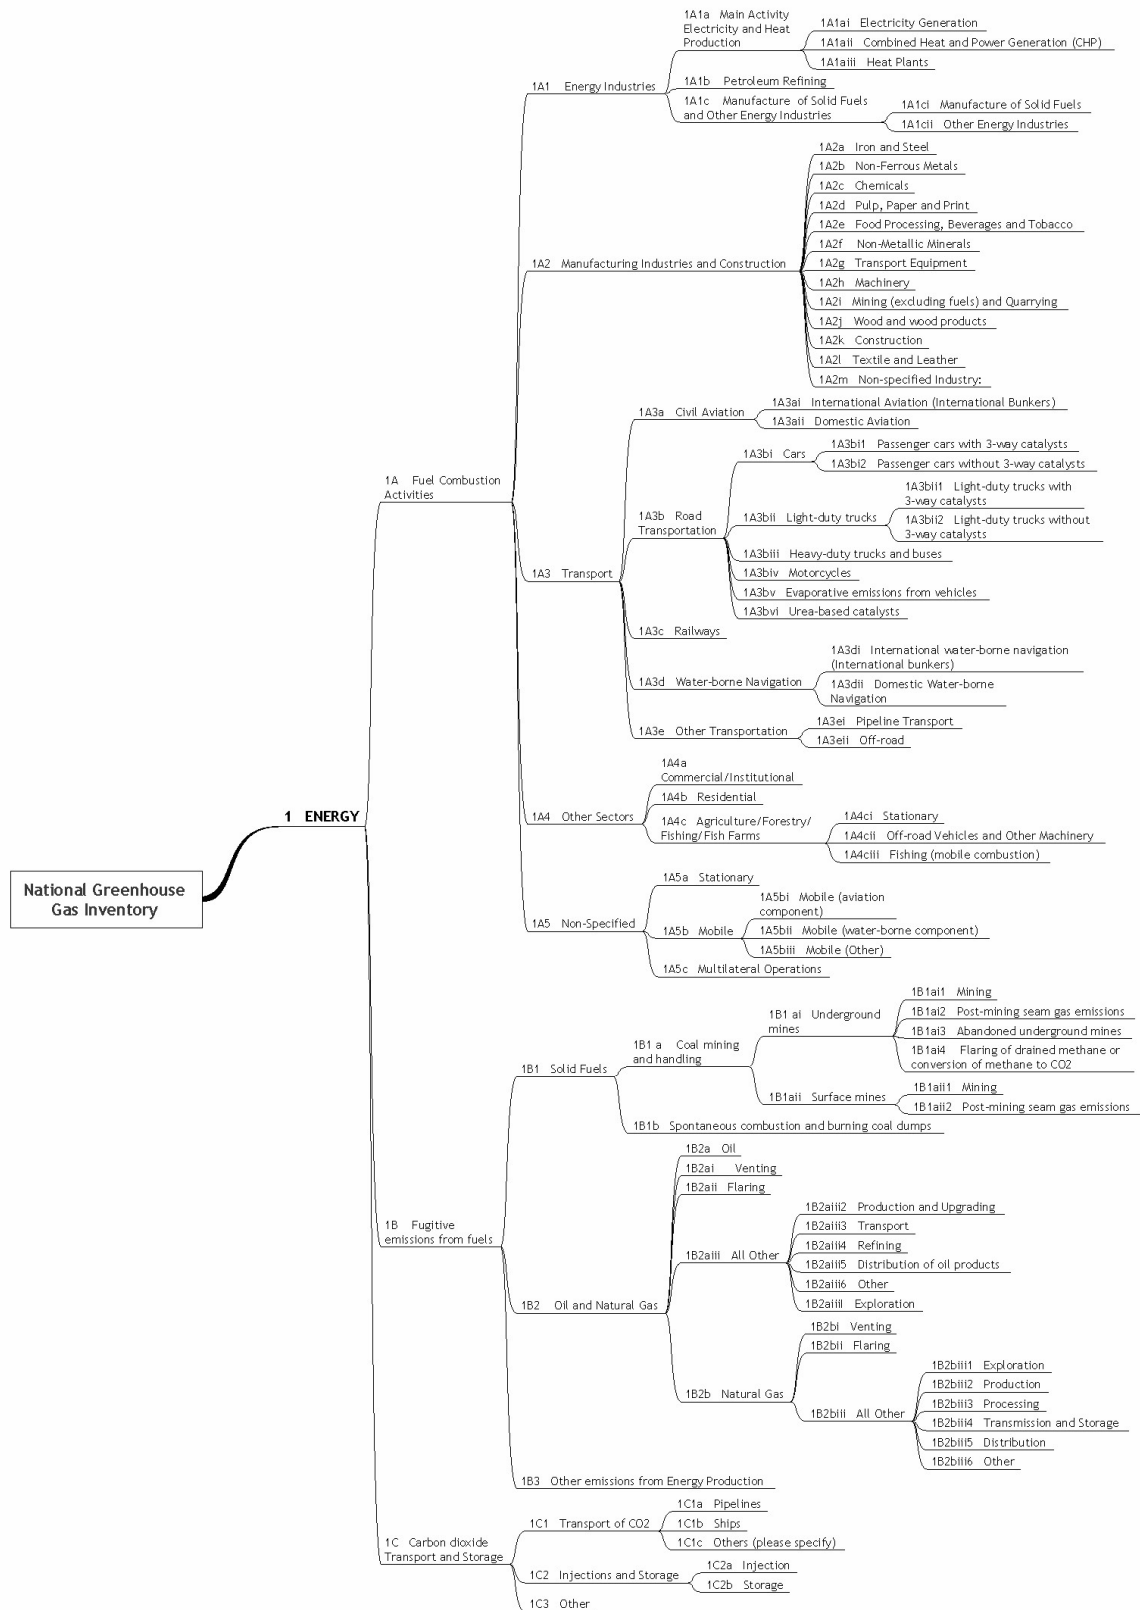 1A1a Main Activity
Electricity and Heat
Production
1A1ai Electricity Generation
1A1aii Combined Heat and Power Generation (CHP)
1A1aiii Heat Plants
1A1 Energy Industries
1A1b Petroleum Refining
1A1c Manufacture of Solid Fuels
and Other Energy Industries
1A1ci Manufacture of Solid Fuels
1A1cii Other Energy Industries
1A2 Manufacturing Industries and Construction
1A2a Iron and Steel
1A2b Non-Ferrous Metals
1A2c Chemicals
1A2d Pulp, Paper and Print
1A2e Food Processing, Beverages and Tobacco
1A2f Non-Metallic Minerals
1A2g Transport Equipment
1A2h Machinery
1A2i Mining (excluding fuels) and Quarrying
1A2j Wood and wood products
1A2k Construction
1A2l Textile and Leather
1A2m Non-specified Industry:
1A Fuel Combustion
Activities
1A3 Transport
1A3a Civil Aviation
1A3ai International Aviation (International Bunkers)
1A3aii Domestic Aviation
1A3b Road
Transportation
1A3bi Cars
1A3bi1 Passenger cars with 3-way catalysts
1A3bi2 Passenger cars without 3-way catalysts
1A3bii Light-duty trucks
1A3bii1 Light-duty trucks with
3-way catalysts
1A3bii2 Light-duty trucks without
3-way catalysts
1A3biii Heavy-duty trucks and buses
1A3biv Motorcycles
1A3bv Evaporative emissions from vehicles
1A3bvi Urea-based catalysts
1A3c Railways
1A3d Water-borne Navigation
1A3di International water-borne navigation
(International bunkers)
1A3dii Domestic Water-borne
Navigation
1A3e Other Transportation
1A3ei Pipeline Transport
1A3eii Off-road
1A4 Other Sectors
1A4a
Commercial/Institutional
1A4b Residential
1A4c Agriculture/Forestry/
Fishing/Fish Farms
1A4ci Stationary
1A4cii Off-road Vehicles and Other Machinery
1A4ciii Fishing (mobile combustion)
1 ENERGY
National Greenhouse
Gas Inventory
1A5 Non-Specified
1A5a Stationary
1A5b Mobile
1A5bi Mobile (aviation
component)
1A5bii Mobile (water-borne component)
1A5biii Mobile (Other)
1A5c Multilateral Operations
1B Fugitive
emissions from fuels
1B1 Solid Fuels
1B1 a Coal mining
and handling
1B1 ai Underground
mines
1B1ai1 Mining
1B1ai2 Post-mining seam gas emissions
1B1ai3 Abandoned underground mines
1B1ai4 Flaring of drained methane or
conversion of methane to CO2
1B1aii Surface mines
1B1aii1 Mining
1B1aii2 Post-mining seam gas emissions
1B1b Spontaneous combustion and burning coal dumps
1B2 Oil and Natural Gas
1B2a Oil
1B2ai Venting
1B2aii Flaring
1B2aiii All Other
1B2aiii2 Production and Upgrading
1B2aiii3 Transport
1B2aiii4 Refining
1B2aiii5 Distribution of oil products
1B2aiii6 Other
1B2aiiil Exploration
1B2b Natural Gas
1B2bi Venting
1B2bii Flaring
1B2biii All Other
1B2biii1 Exploration
1B2biii2 Production
1B2biii3 Processing
1B2biii4 Transmission and Storage
1B2biii5 Distribution
1B2biii6 Other
1B3 Other emissions from Energy Production
1C Carbon dioxide
Transport and Storage
1C1 Transport of CO2
1C1a Pipelines
1C1b Ships
1C1c Others (please specify)
1C2 Injections and Storage
1C2a Injection
1C2b Storage
1C3 Other